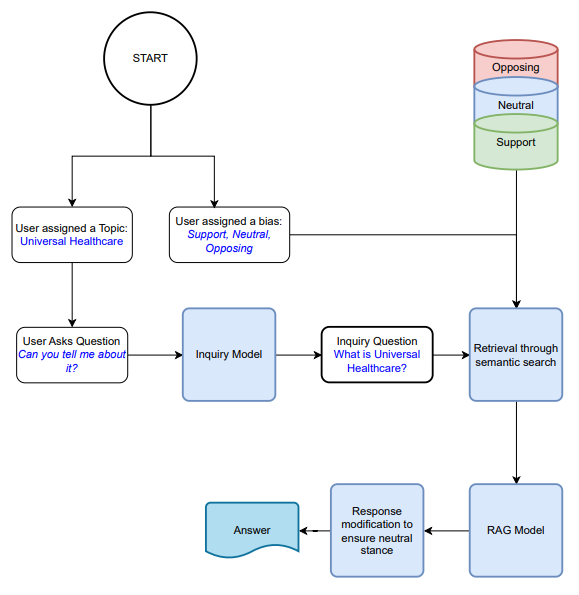 START
Opposing
Neutral
Support
User assigned a Topic:
Universal Healthcare
User assigned a bias:
Support, Neutral,
Opposing
User Asks Question
Can you tell me about
it?
Inquiry Model
Inquiry Question
What is Universal
Healthcare?
Retrieval through
semantic search
Answer
Response
modification to
ensure neutral
stance
RAG Model